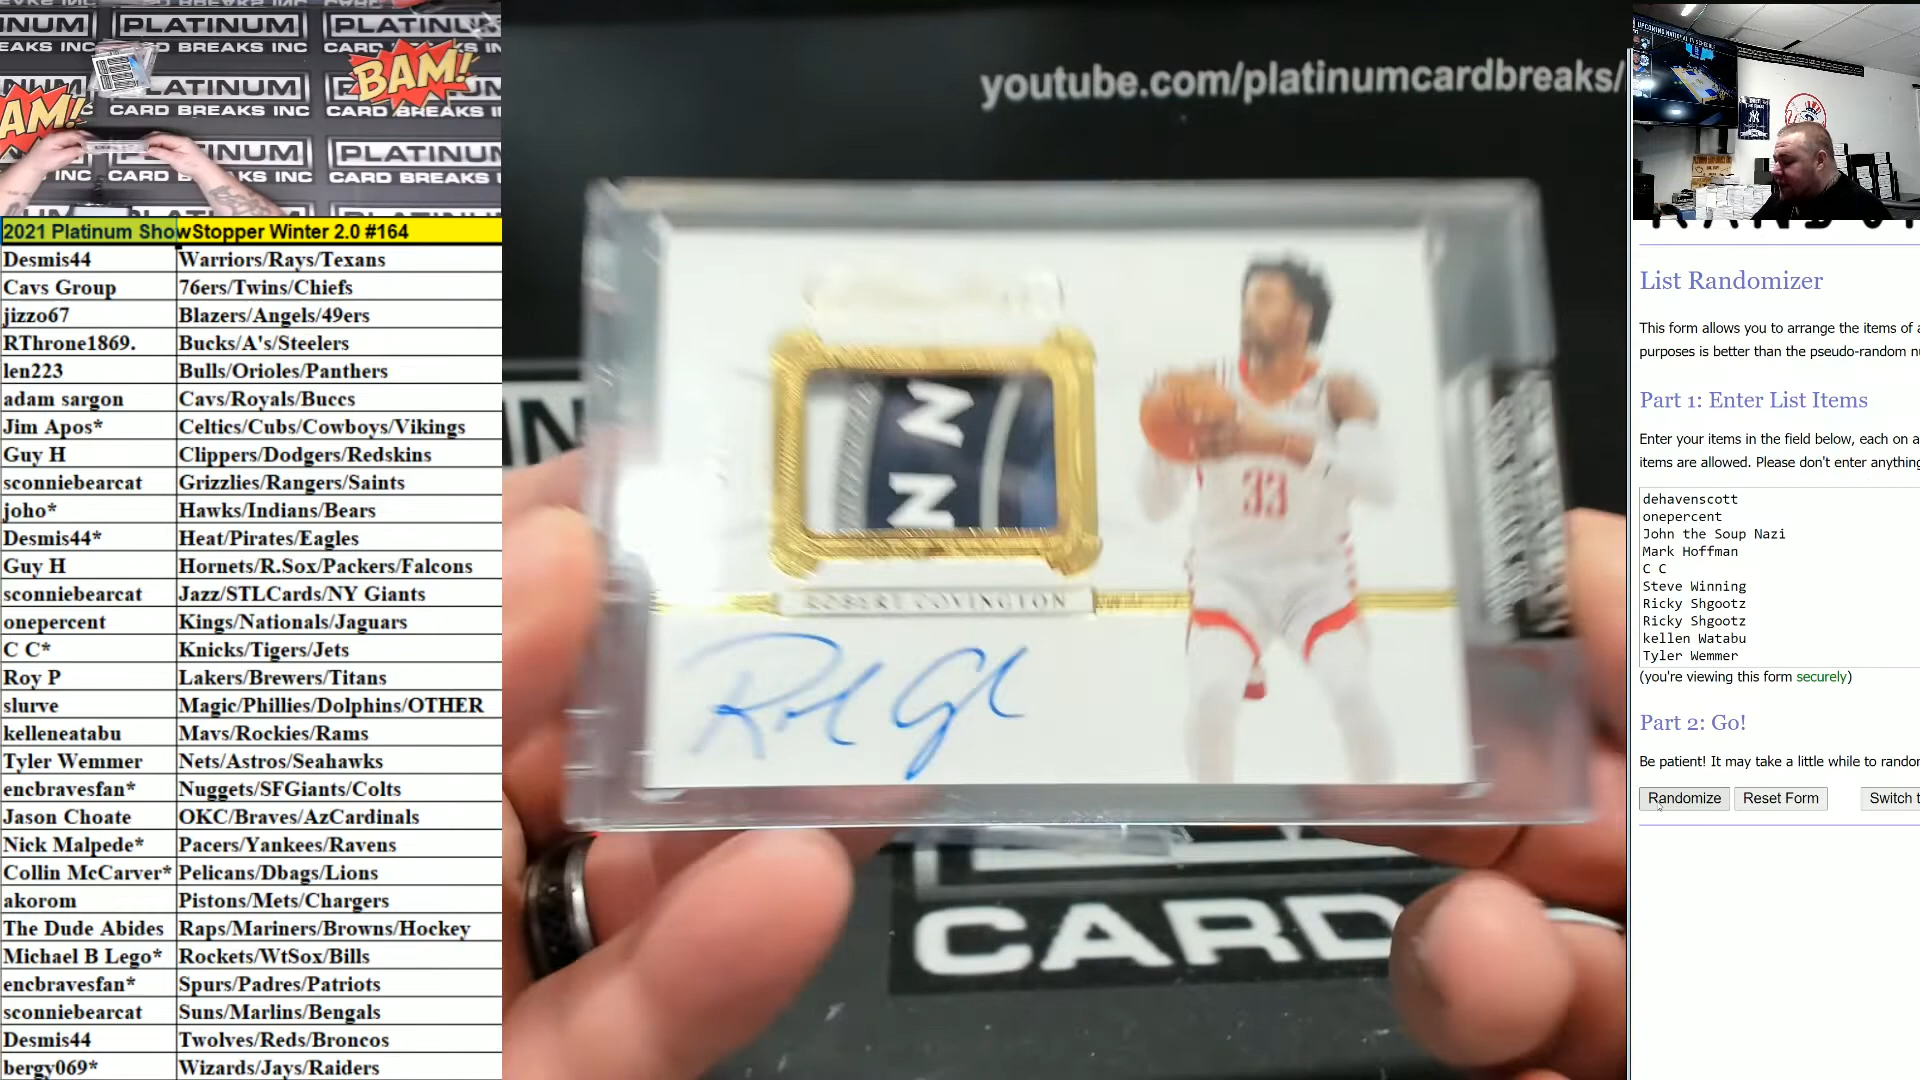 PLATINUM
CARD BREAKS INC
BAM!
youtube.com/platinumcardbreaks/
2021 Platinum ShowStopper Winter 2.0 #164
Desmis44 Warriors/Rays/Texans
Cavs Group 76ers/Twins/Chiefs
jizzo67 Blazers/Angels/49ers
RThrone1869. Bucks/A's/Steelers
len223 Bulls/Orioles/Panthers
adam sargon Cavs/Royals/Buccs
Jim Apos* Celtics/Cubs/Cowboys/Vikings
Guy H Clippers/Dodgers/Redskins
sconniebearcat Grizzlies/Rangers/Saints
joho* Hawks/Indians/Bears
Desmis44* Heat/Pirates/Eagles
Guy H Hornets/R.Sox/Packers/Falcons
sconniebearcat Jazz/STLCards/NY Giants
onepercent Kings/Nationals/Jaguars
C C* Knicks/Tigers/Jets
Roy P Lakers/Brewers/Titans
slurve Magic/Phillies/Dolphins/OTHER
kelleneatabu Mavs/Rockies/Rams
Tyler Wemmer Nets/Astros/Seahawks
encbravesfan* Nuggets/SFGiants/Colts
Jason Choate OKC/Braves/AzCardinals
Nick Malpede* Pacers/Yankees/Ravens
Collin McCarver* Pelicans/Dbags/Lions
akorom Pistons/Mets/Chargers
The Dude Abides Raps/Mariners/Browns/Hockey
Michael B Lego* Rockets/WtSox/Bills
encbravesfan* Spurs/Padres/Patriots
sconniebearcat Suns/Marlins/Bengals
Desmis44 Twolves/Reds/Broncos
bergy069* Wizards/Jays/Raiders
33
ROBERT COVINGTON
CARD
List Randomizer
This form allows you to arrange the items of a
purposes is better than the pseudo-random nu
Part 1: Enter List Items
Enter your items in the field below, each on a
items are allowed. Please don't enter anything
dehavenscott
onepercent
John the Soup Nazi
Mark Hoffman
C C
Steve Winning
Ricky Shgootz
Ricky Shgootz
kellen Watabu
Tyler Wemmer
(you're viewing this form securely)
Part 2: Go!
Be patient! It may take a little while to random
Randomize Reset Form Switch t